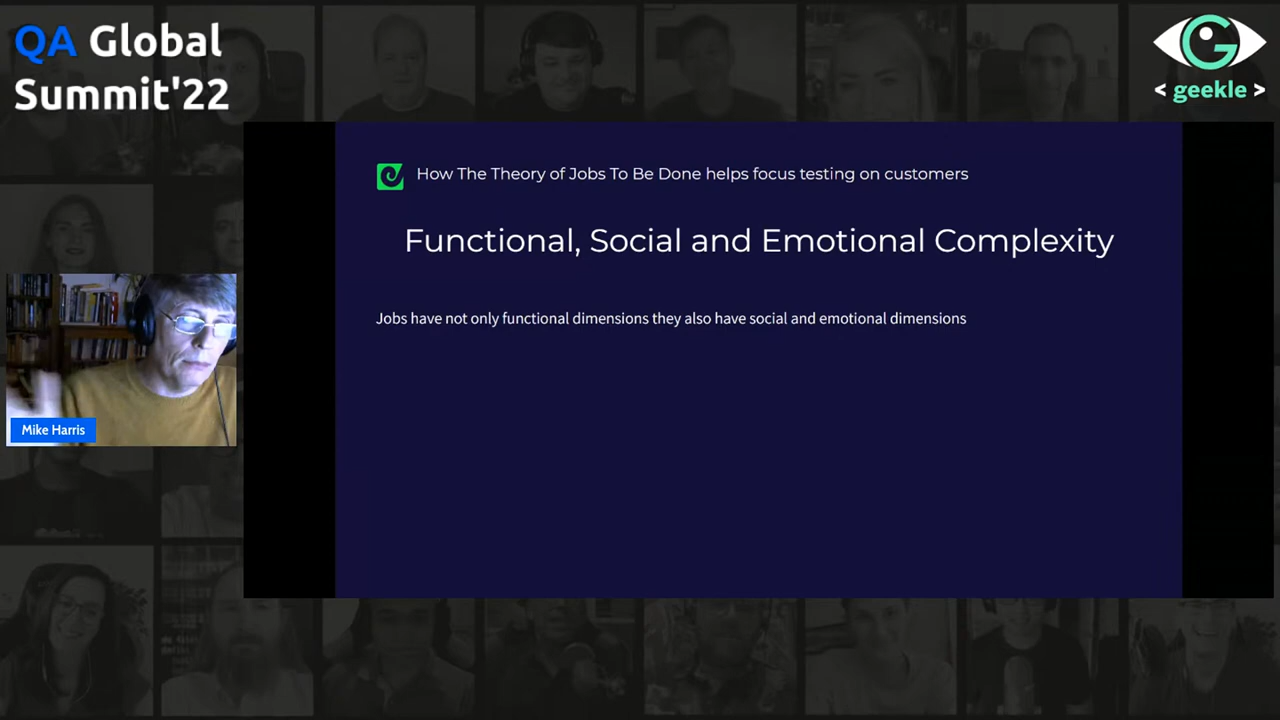 QA Global
Summit'22
< geekle >
How The Theory of Jobs To Be Done helps focus testing on customers
Functional, Social and Emotional Complexity
Jobs have not only functional dimensions they also have social and emotional dimensions
Mike Harris